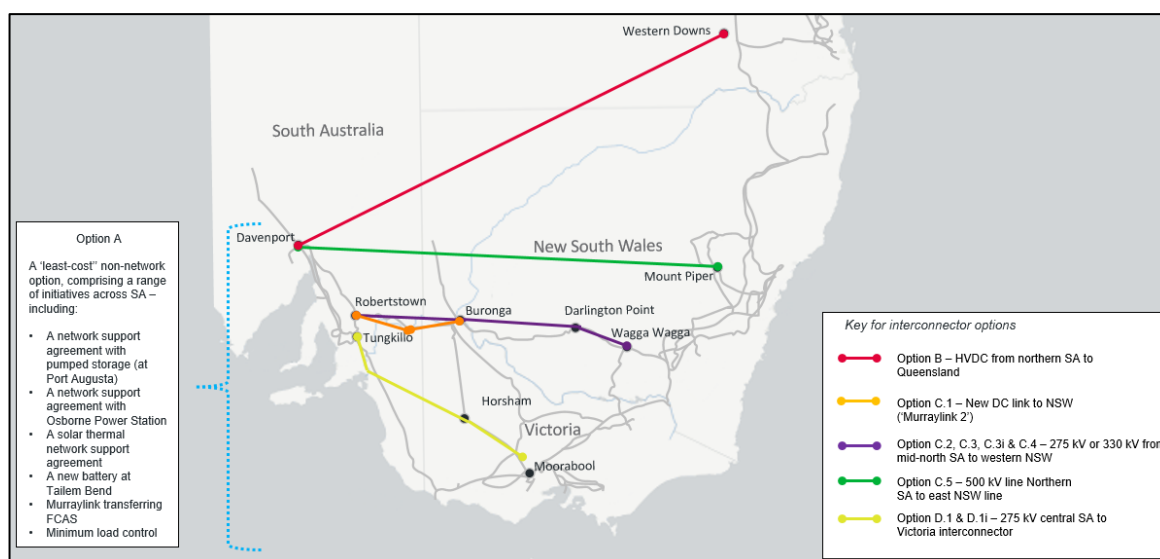 Western Downs
South Australia
Davenport
New South Wales
Mount Piper
Robertstown
Buronga
Darlington Point
Tungkillo
Wagga Wagga
Horsham
Victoria
Moorabool
Option A
A 'least-cost" non-network
option, comprising a range
of initiatives across SA –
including:
• A network support
agreement with
pumped storage (at
Port Augusta)
• A network support
agreement with
Osborne Power Station
• A solar thermal
network support
agreement
• A new battery at
Tailem Bend
• Murraylink transferring
FCAS
• Minimum load control
Key for interconnector options
Option B – HVDC from northern SA to
Queensland
Option C.1 – New DC link to NSW
('Murraylink 2')
Option C.2, C.3, C.3i & C.4 – 275 kV or 330 kV from
mid-north SA to western NSW
Option C.5 – 500 kV line Northern
SA to east NSW line
Option D.1 & D.1i – 275 kV central SA to
Victoria interconnector